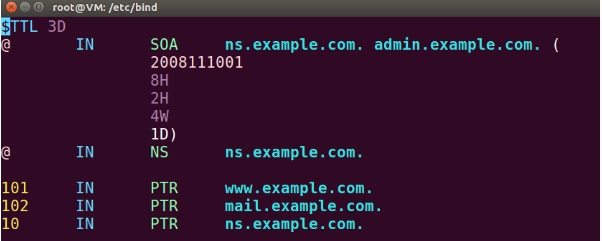 root@VM: /etc/bind
$TTL 3D
@ IN SOA ns.example.com. admin.example.com. (
2008111001
8H
2H
4W
1D)
@ IN NS ns.example.com.
101 IN PTR www.example.com.
102 IN PTR mail.example.com.
10 IN PTR ns.example.com.